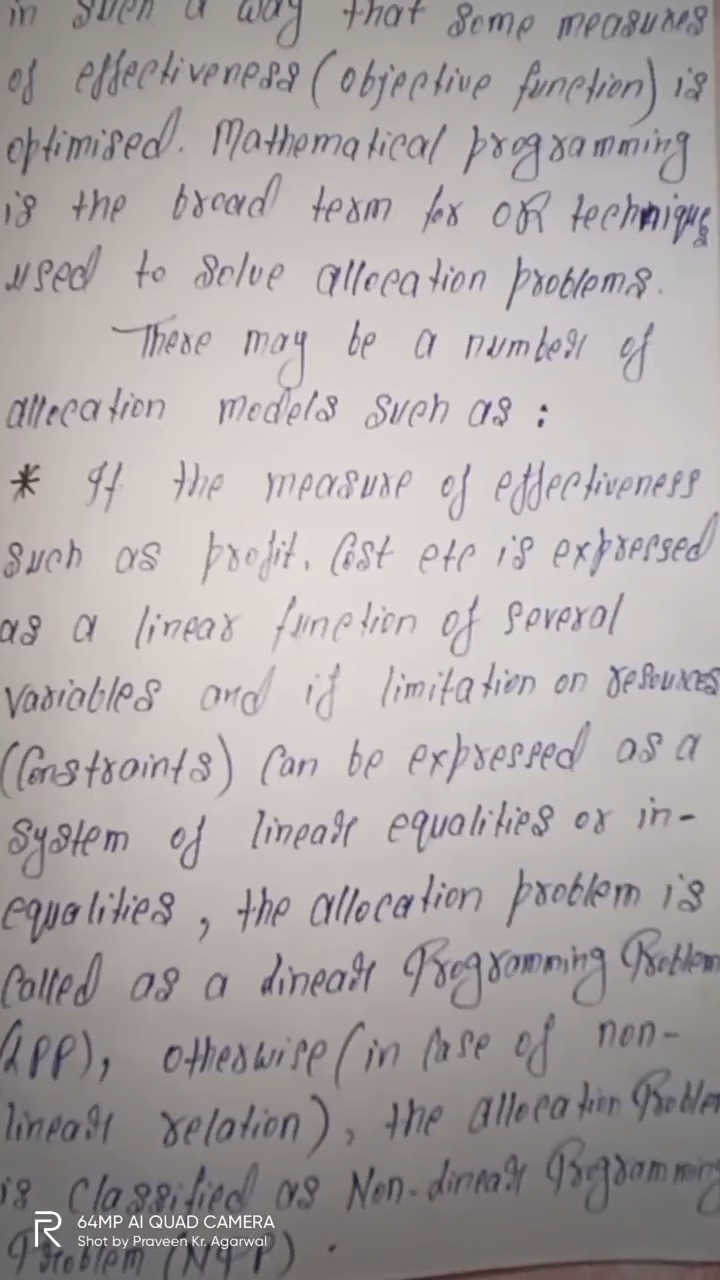 in such a way that some measures
of effectiveness (objective function) is
optimised. Mathematical programming
is the broad term for OR technique
used to solve allocation problems.
There may be a number of
allocation models such as :
* If the measure of effectiveness
such as profit, Cost etc is expressed
as a linear function of several
variables and if limitation on resources
(Constraints) can be expressed as a
system of linear equalities or in-
equalities, the allocation problem is
called as a Linear Programming Problem
(LPP), otherwise (in case of non-
linear relation), the allocation Problem
is Classified as Non-Linear Programming
Problem (NLP)
64MP AI QUAD CAMERA
Shot by Praveen Kr. Agarwal